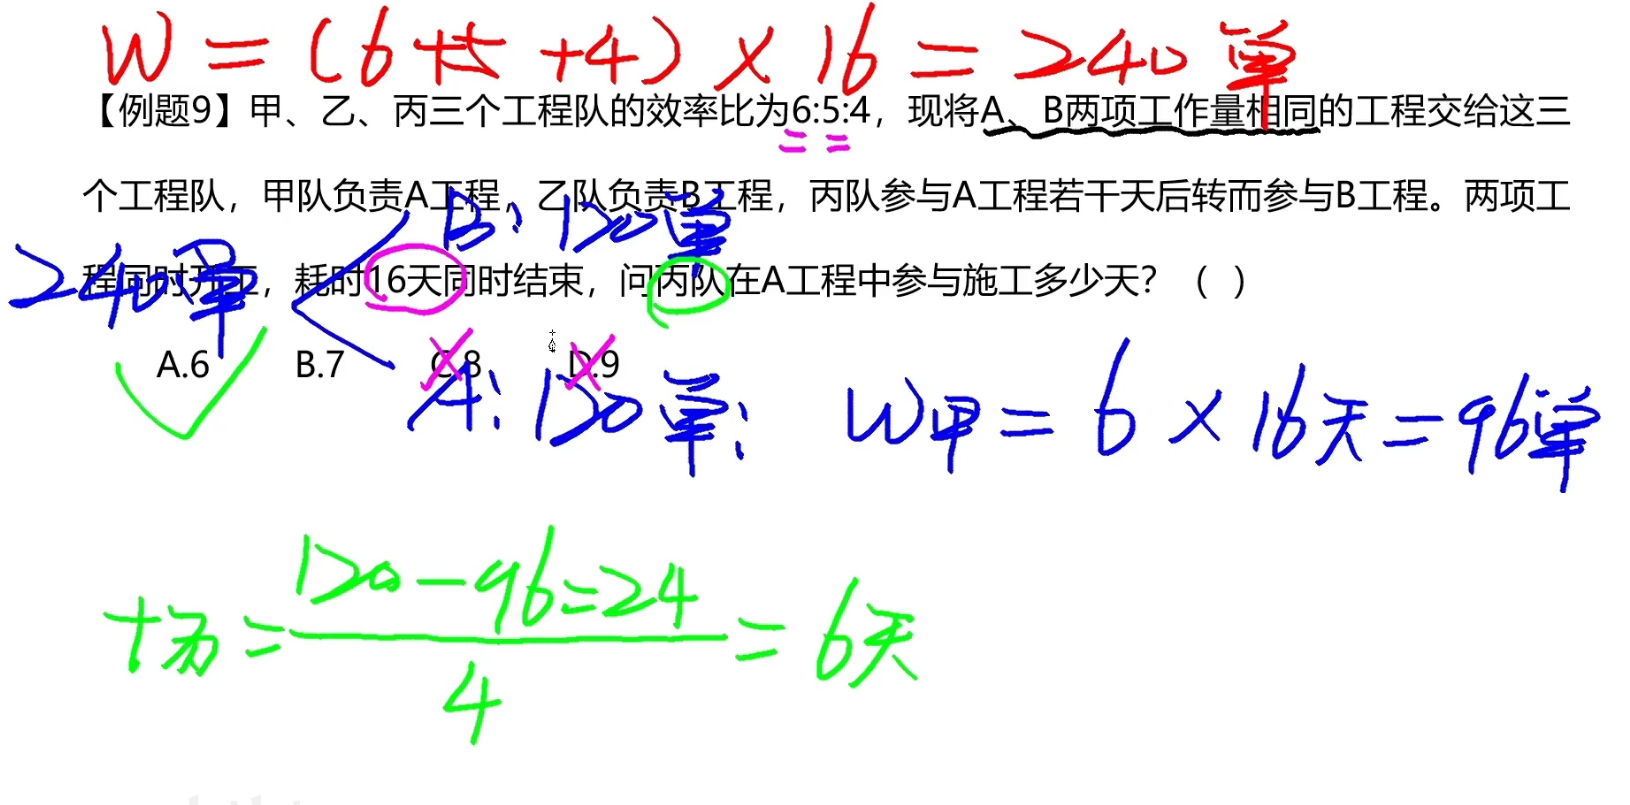 W=(6+5+4)×16=240单
【例题9】甲、乙、丙三个工程队的效率比为6:5:4，现将A、B两项工作量相同的工程交给这三
个工程队，甲队负责A工程，乙队负责B工程，丙队参与A工程若干天后转而参与B工程。两项工
程同时开工，耗时16天同时结束，问丙队在A工程中参与施工多少天？（ ）
240单
B:120单
A.6 B.7 C.8 D.9
A:120单:
W甲=6×16天=96单
t丙=120-96=24
4
=6天